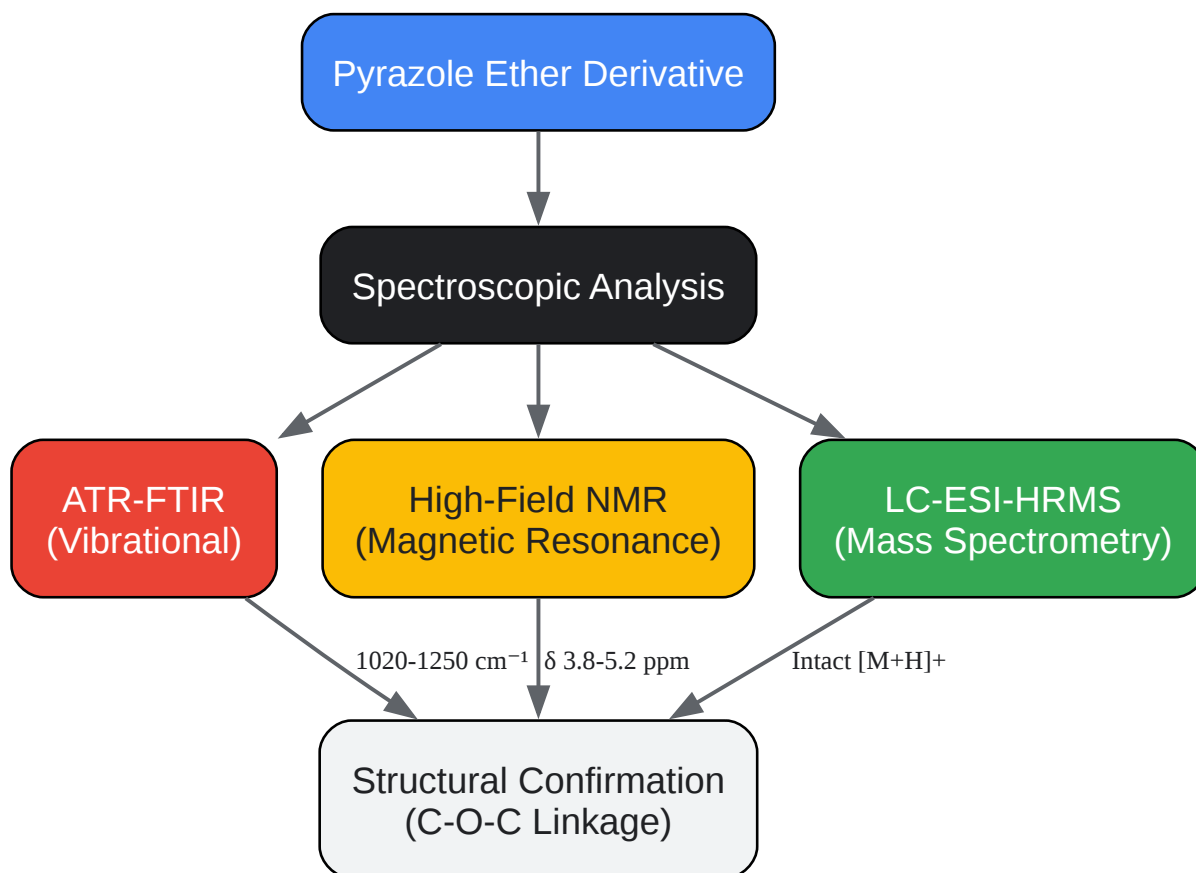 Pyrazole Ether Derivative
Spectroscopic Analysis
ATR-FTIR
(Vibrational)
High-Field NMR
(Magnetic Resonance)
LC-ESI-HRMS
(Mass Spectrometry)
1020-1250 cm⁻¹
δ 3.8-5.2 ppm
Intact [M+H]+
Structural Confirmation
(C-O-C Linkage)